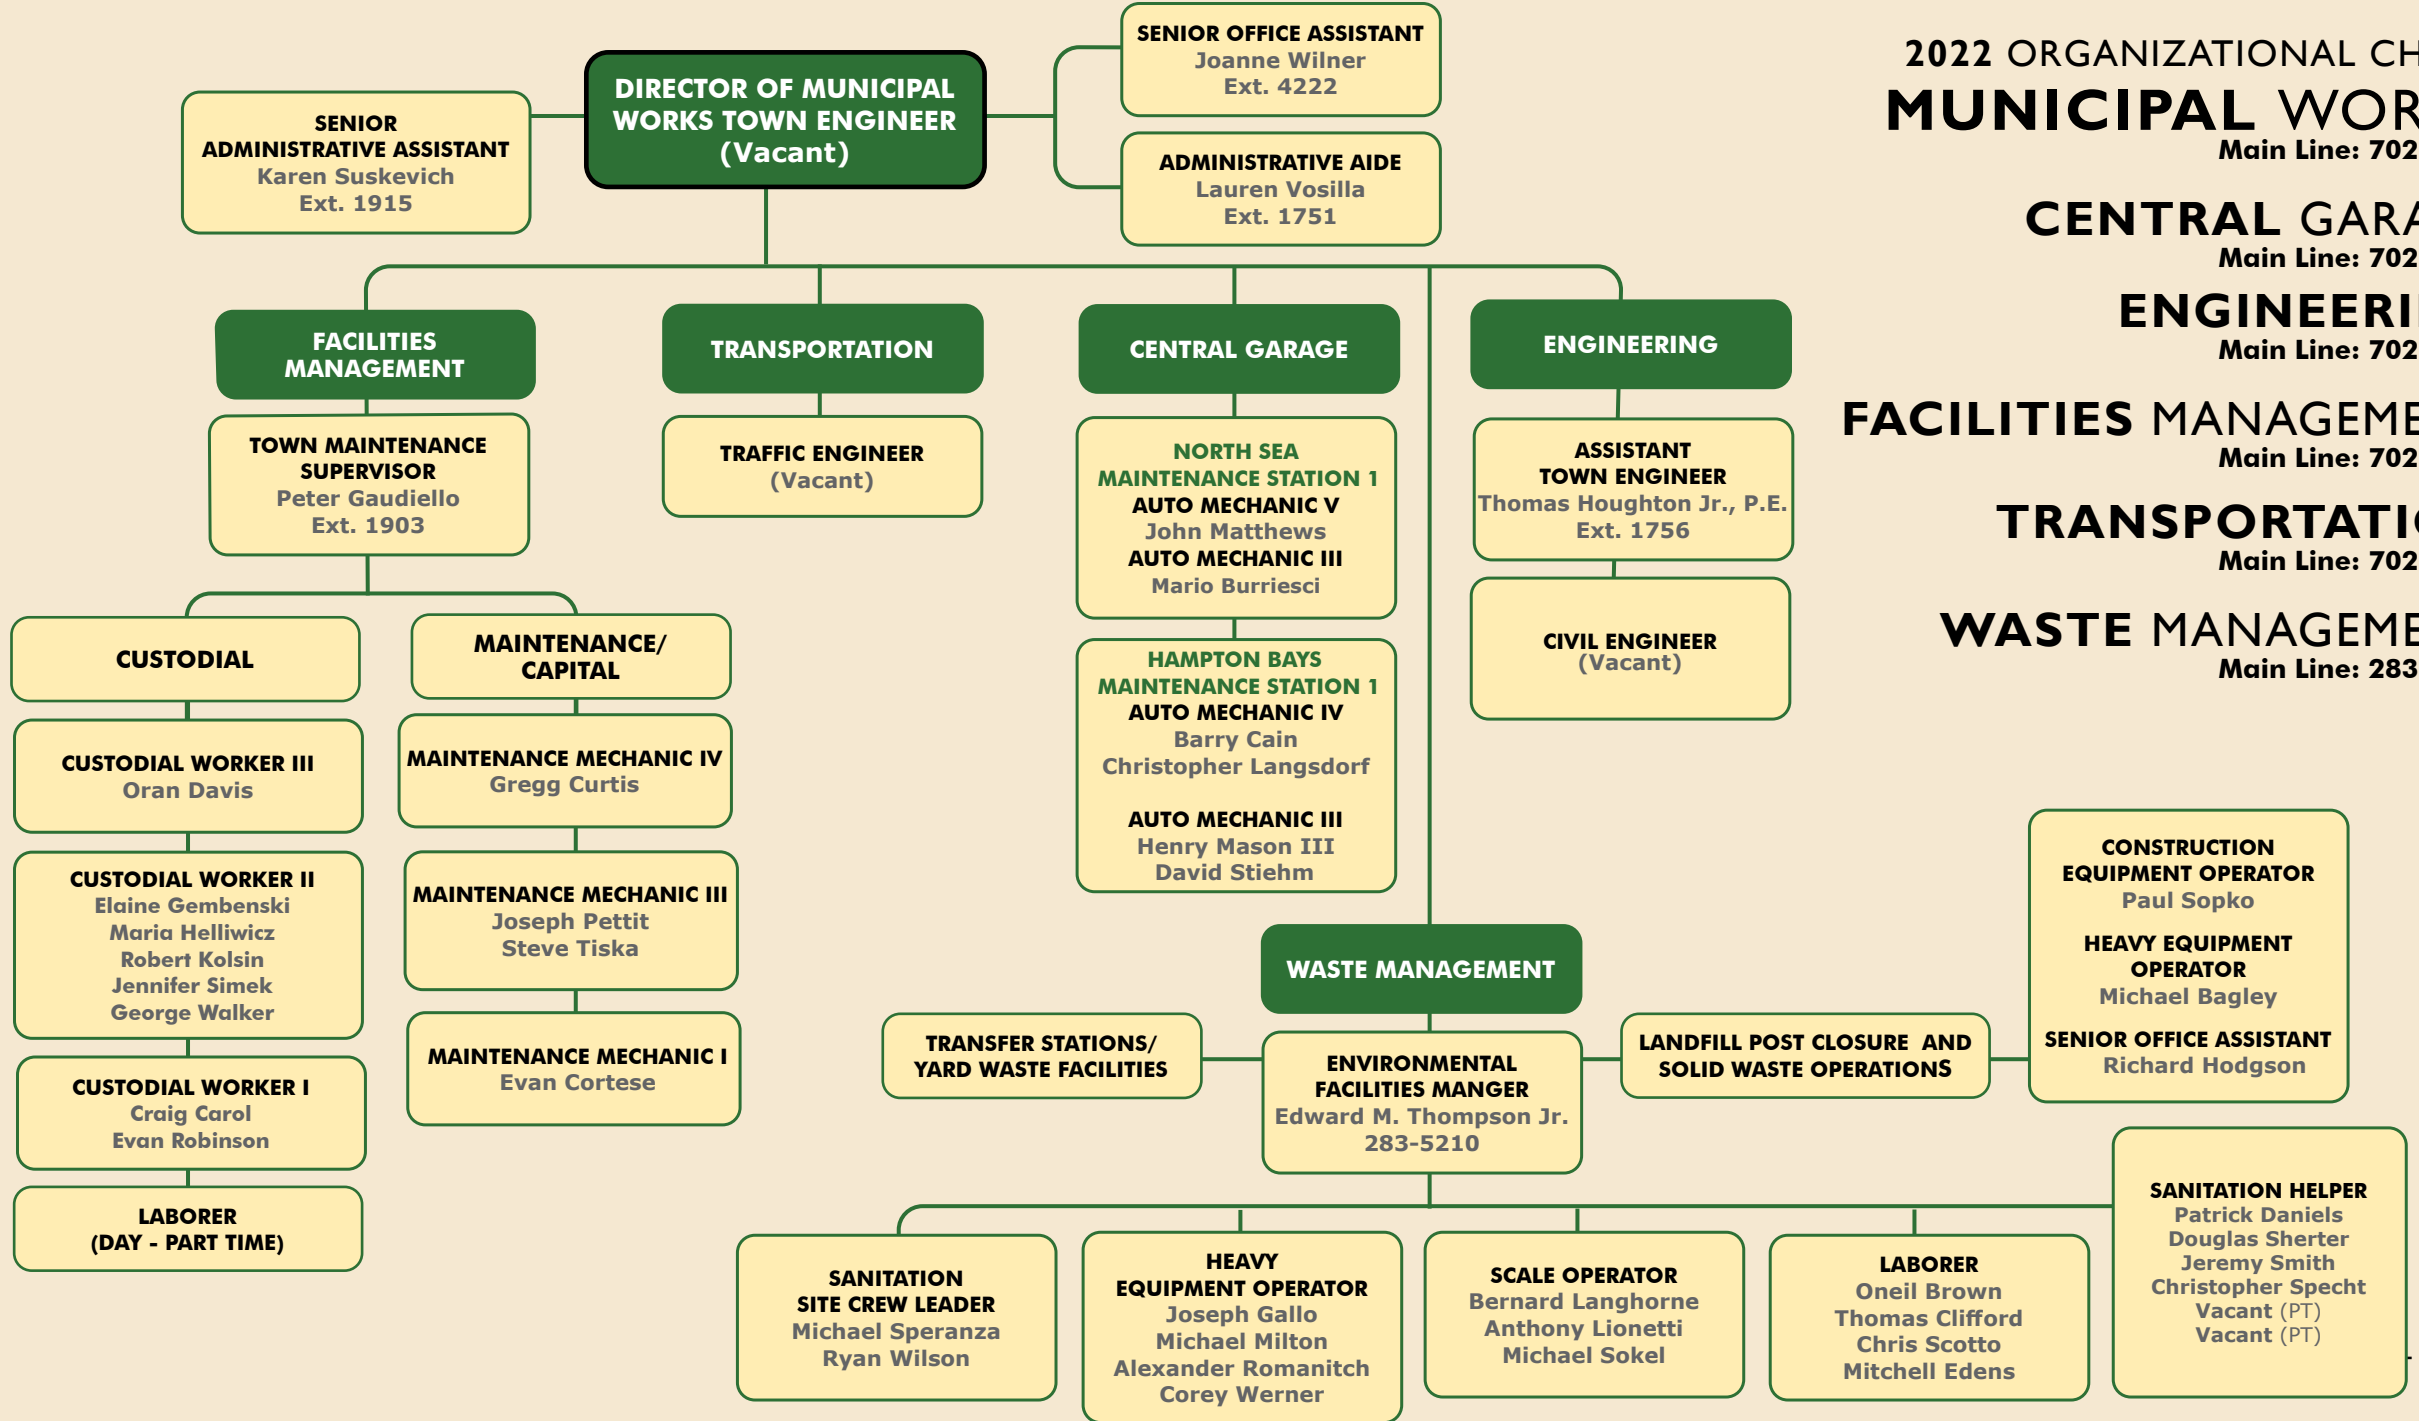 SENIOR OFFICE ASSISTANT
Joanne Wilner
Ext. 4222
DIRECTOR OF MUNICIPAL
WORKS TOWN ENGINEER
(Vacant)
SENIOR
ADMINISTRATIVE ASSISTANT
Karen Suskevich
Ext. 1915
ADMINISTRATIVE AIDE
Lauren Vosilla
Ext. 1751
2022 ORGANIZATIONAL CH
MUNICIPAL WOR
Main Line: 702
CENTRAL GARA
Main Line: 702
ENGINEERI
Main Line: 702
FACILITIES MANAGEME
Main Line: 702
TRANSPORTATIO
Main Line: 702
WASTE MANAGEME
Main Line: 283
FACILITIES
MANAGEMENT
TRANSPORTATION
CENTRAL GARAGE
ENGINEERING
TOWN MAINTENANCE
SUPERVISOR
Peter Gaudiello
Ext. 1903
TRAFFIC ENGINEER
(Vacant)
NORTH SEA
MAINTENANCE STATION 1
AUTO MECHANIC V
John Matthews
AUTO MECHANIC III
Mario Burriesci
ASSISTANT
TOWN ENGINEER
Thomas Houghton Jr., P.E.
Ext. 1756
CIVIL ENGINEER
(Vacant)
HAMPTON BAYS
MAINTENANCE STATION 1
AUTO MECHANIC IV
Barry Cain
Christopher Langsdorf
AUTO MECHANIC III
Henry Mason III
David Stiehm
CUSTODIAL
MAINTENANCE/
CAPITAL
CUSTODIAL WORKER III
Oran Davis
MAINTENANCE MECHANIC IV
Gregg Curtis
CUSTODIAL WORKER II
Elaine Gembenski
Maria Helliwicz
Robert Kolsin
Jennifer Simek
George Walker
MAINTENANCE MECHANIC III
Joseph Pettit
Steve Tiska
CUSTODIAL WORKER I
Craig Carol
Evan Robinson
MAINTENANCE MECHANIC I
Evan Cortese
LABORER
(DAY - PART TIME)
WASTE MANAGEMENT
TRANSFER STATIONS/
YARD WASTE FACILITIES
ENVIRONMENTAL
FACILITIES MANGER
Edward M. Thompson Jr.
283-5210
LANDFILL POST CLOSURE AND
SOLID WASTE OPERATIONS
CONSTRUCTION
EQUIPMENT OPERATOR
Paul Sopko
HEAVY EQUIPMENT
OPERATOR
Michael Bagley
SENIOR OFFICE ASSISTANT
Richard Hodgson
SANITATION
SITE CREW LEADER
Michael Speranza
Ryan Wilson
HEAVY
EQUIPMENT OPERATOR
Joseph Gallo
Michael Milton
Alexander Romanitch
Corey Werner
SCALE OPERATOR
Bernard Langhorne
Anthony Lionetti
Michael Sokel
LABORER
Oneil Brown
Thomas Clifford
Chris Scotto
Mitchell Edens
SANITATION HELPER
Patrick Daniels
Douglas Sherter
Jeremy Smith
Christopher Specht
Vacant (PT)
Vacant (PT)